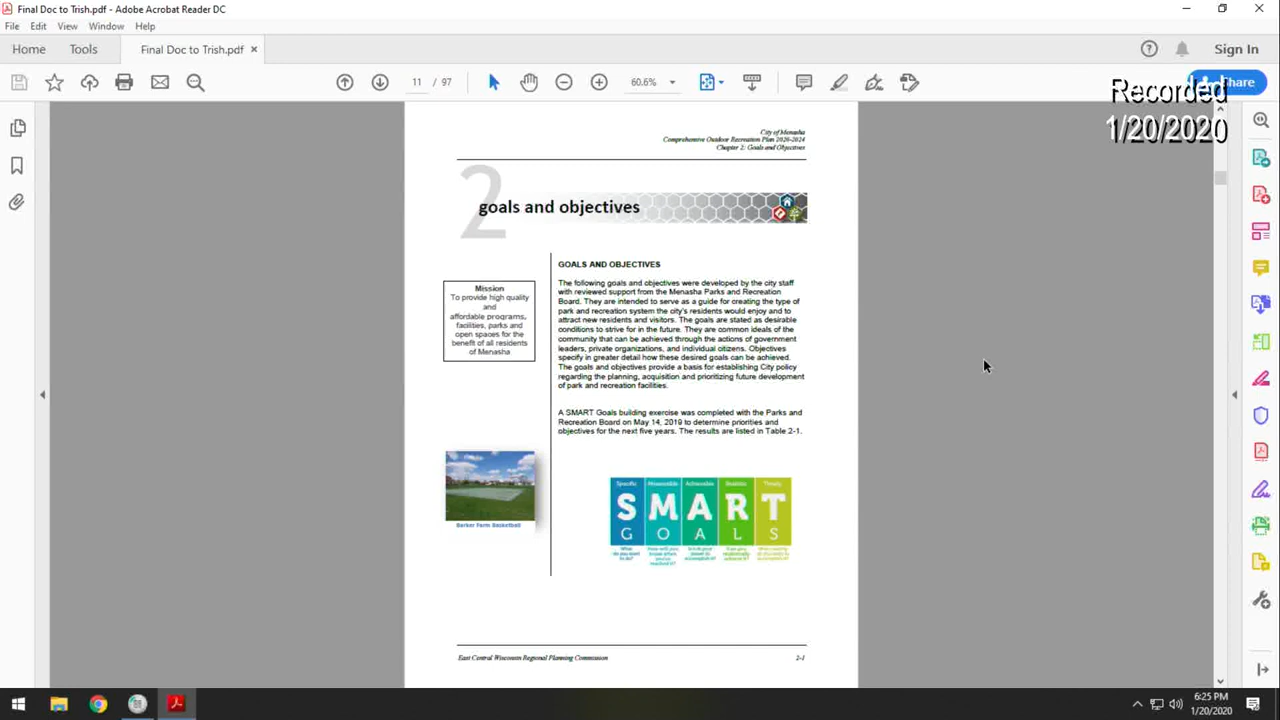 Final Doc to Trish.pdf - Adobe Acrobat Reader DC
File Edit View Window Help
Home Tools Final Doc to Trish.pdf × Sign In
11 / 97 60.6% Share
Recorded
1/20/2020
City of Menasha
Comprehensive Outdoor Recreation Plan 2020-2024
Chapter 2: Goals and Objectives
2
goals and objectives
GOALS AND OBJECTIVES
The following goals and objectives were developed by the city staff
with reviewed support from the Menasha Parks and Recreation
Board. They are intended to serve as a guide for creating the type of
park and recreation system the city's residents would enjoy and to
attract new residents and visitors. The goals are stated as desirable
conditions to strive for in the future. They are common ideals of the
community that can be achieved through the actions of government
leaders, private organizations, and individual citizens. Objectives
specify in greater detail how these desired goals can be achieved.
The goals and objectives provide a basis for establishing City policy
regarding the planning, acquisition and prioritizing future development
of park and recreation facilities.
Mission
To provide high quality
and
affordable programs,
facilities, parks and
open spaces for the
benefit of all residents
of Menasha
A SMART Goals building exercise was completed with the Parks and
Recreation Board on May 14, 2019 to determine priorities and
objectives for the next five years. The results are listed in Table 2-1.
Barker Farm Basketball
Specific Measurable Achievable Realistic Timely
SMART
GOALS
East Central Wisconsin Regional Planning Commission 2-1
6:25 PM
1/20/2020